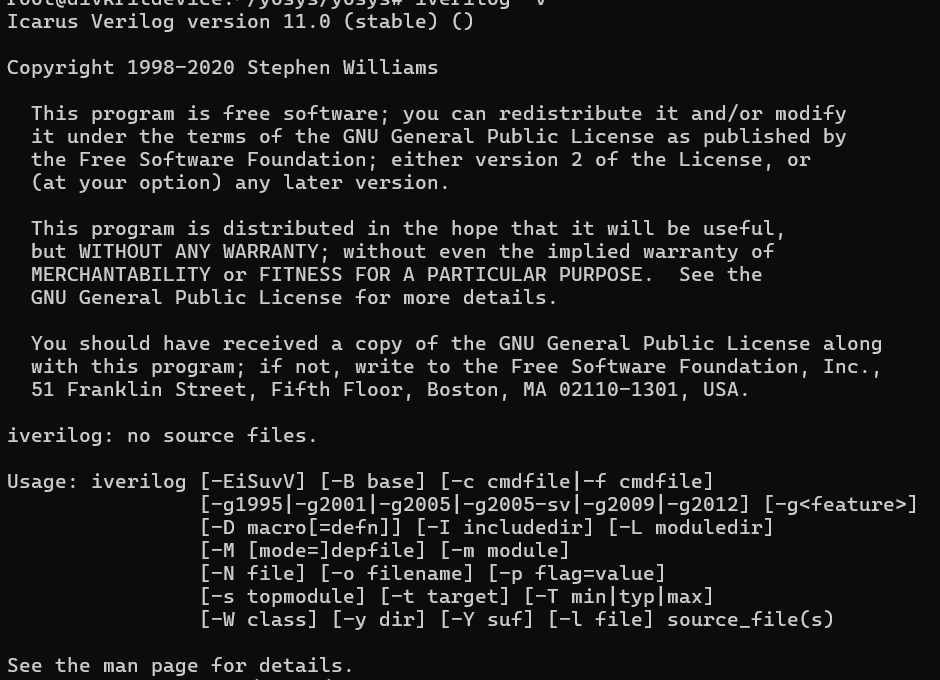 Icarus Verilog version 11.0 (stable) ()

Copyright 1998-2020 Stephen Williams

  This program is free software; you can redistribute it and/or modify
  it under the terms of the GNU General Public License as published by
  the Free Software Foundation; either version 2 of the License, or
  (at your option) any later version.

  This program is distributed in the hope that it will be useful,
  but WITHOUT ANY WARRANTY; without even the implied warranty of
  MERCHANTABILITY or FITNESS FOR A PARTICULAR PURPOSE.  See the
  GNU General Public License for more details.

  You should have received a copy of the GNU General Public License along
  with this program; if not, write to the Free Software Foundation, Inc.,
  51 Franklin Street, Fifth Floor, Boston, MA 02110-1301, USA.

iverilog: no source files.

Usage: iverilog [-EiSuvV] [-B base] [-c cmdfile|-f cmdfile]
                [-g1995|-g2001|-g2005|-g2005-sv|-g2009|-g2012] [-g<feature>]
                [-D macro[=defn]] [-I includedir] [-L moduledir]
                [-M [mode=]depfile] [-m module]
                [-N file] [-o filename] [-p flag=value]
                [-s topmodule] [-t target] [-T min|typ|max]
                [-W class] [-y dir] [-Y suf] [-l file] source_file(s)

See the man page for details.